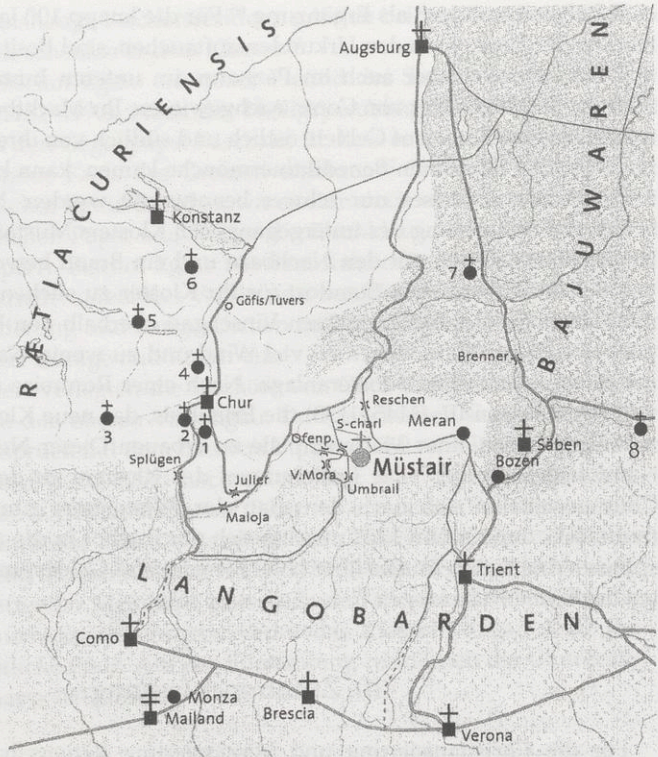 Augsburg
BAJUWAREN
RÆTIA CURIENSIS
Konstanz
6
7
Göfis/Tuvers
5
Brenner
4
Chur
Reschen
3
2
1
S-charl
Meran
Säben
8
Ofenp.
Müstair
Bozen
Splügen
V.Mora
Umbrail
Julier
Maloja
LANGOBARDEN
Trient
Como
Monza
Mailand
Brescia
Verona